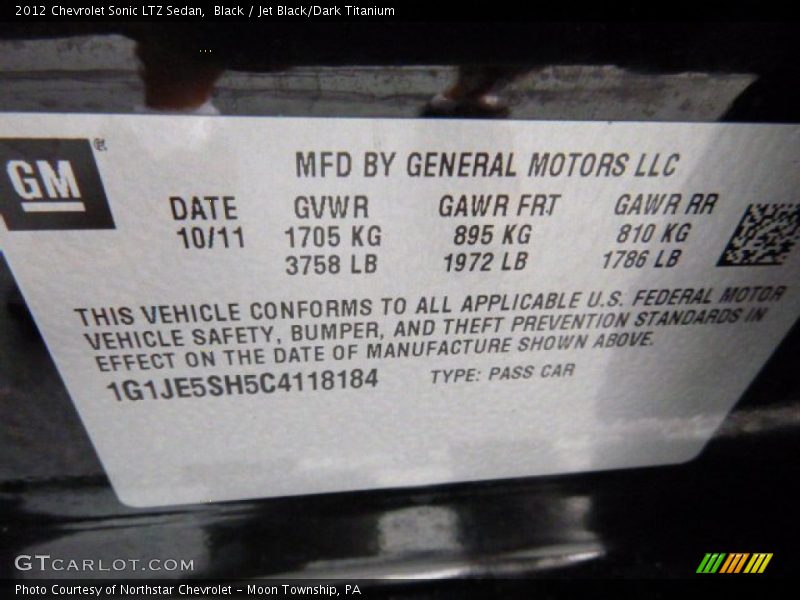 2012 Chevrolet Sonic LTZ Sedan,  Black / Jet Black/Dark Titanium
GM®
MFD BY GENERAL MOTORS LLC
DATE GVWR GAWR FRT GAWR RR
10/11 1705 KG 895 KG 810 KG
3758 LB 1972 LB 1786 LB
THIS VEHICLE CONFORMS TO ALL APPLICABLE U.S. FEDERAL MOTOR
VEHICLE SAFETY, BUMPER, AND THEFT PREVENTION STANDARDS IN
EFFECT ON THE DATE OF MANUFACTURE SHOWN ABOVE.
1G1JE5SH5C4118184 TYPE: PASS CAR
GTCARLOT.COM
Photo Courtesy of Northstar Chevrolet - Moon Township, PA